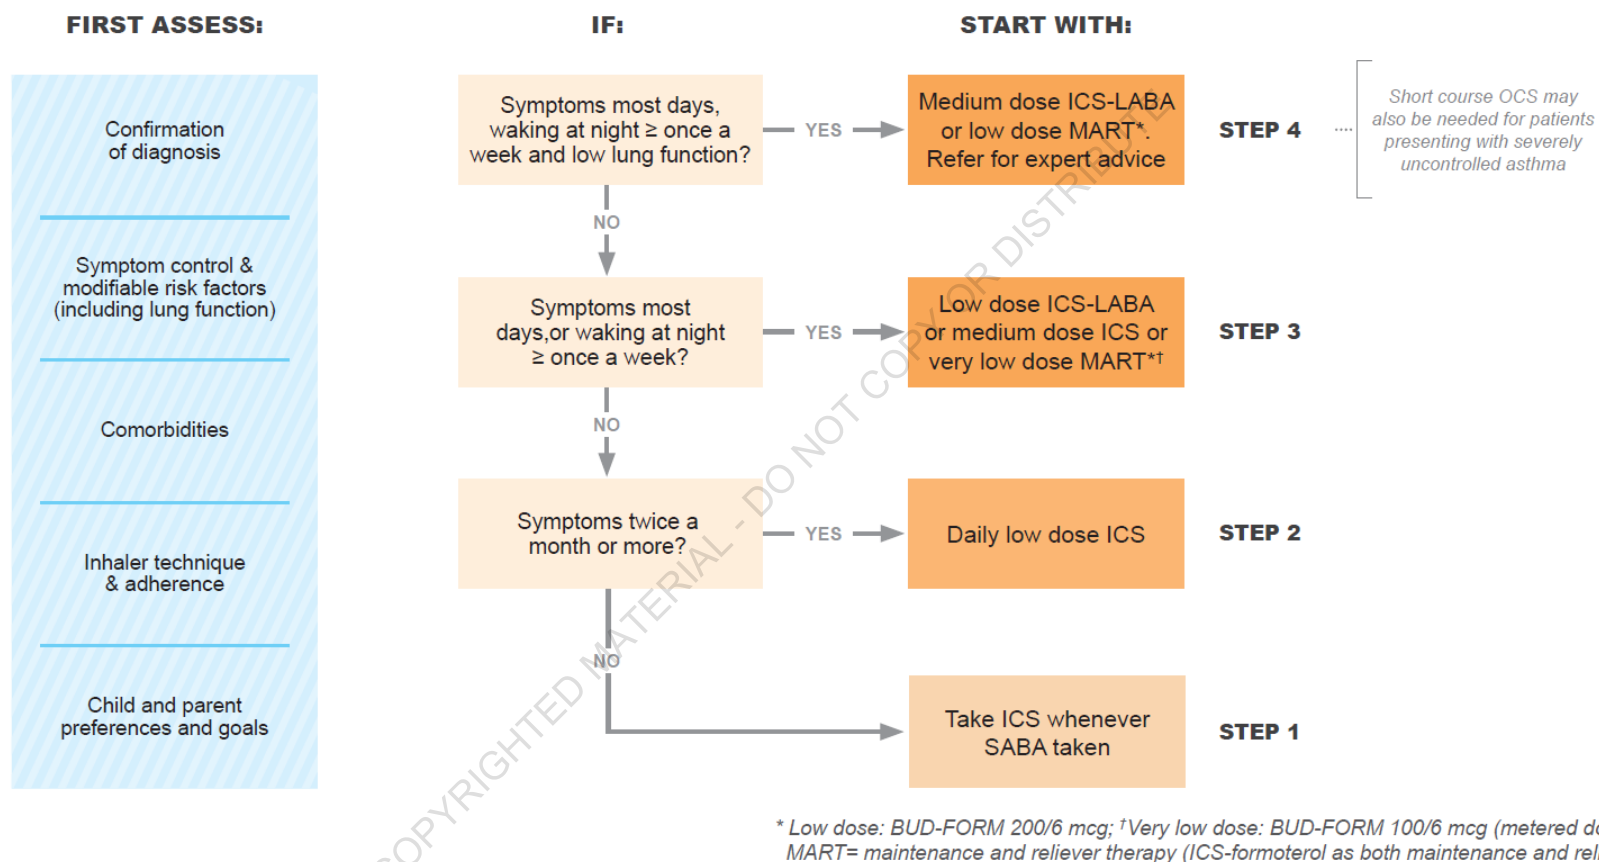 FIRST ASSESS:
IF:
START WITH:
Confirmation
of diagnosis
Symptom control &
modifiable risk factors
(including lung function)
Comorbidities
Inhaler technique
& adherence
Child and parent
preferences and goals
Symptoms most days,
waking at night ≥ once a
week and low lung function?
YES
Medium dose ICS-LABA
or low dose MART*.
Refer for expert advice
STEP 4
Short course OCS may
also be needed for patients
presenting with severely
uncontrolled asthma
NO
Symptoms most
days,or waking at night
≥ once a week?
YES
Low dose ICS-LABA
or medium dose ICS or
very low dose MART*†
STEP 3
NO
Symptoms twice a
month or more?
YES
Daily low dose ICS
STEP 2
NO
Take ICS whenever
SABA taken
STEP 1
COPYRIGHTED MATERIAL - DO NOT COPY OR DISTRIBUTE
* Low dose: BUD-FORM 200/6 mcg; †Very low dose: BUD-FORM 100/6 mcg (metered
MART= maintenance and reliever therapy (ICS-formoterol as both maintenance and